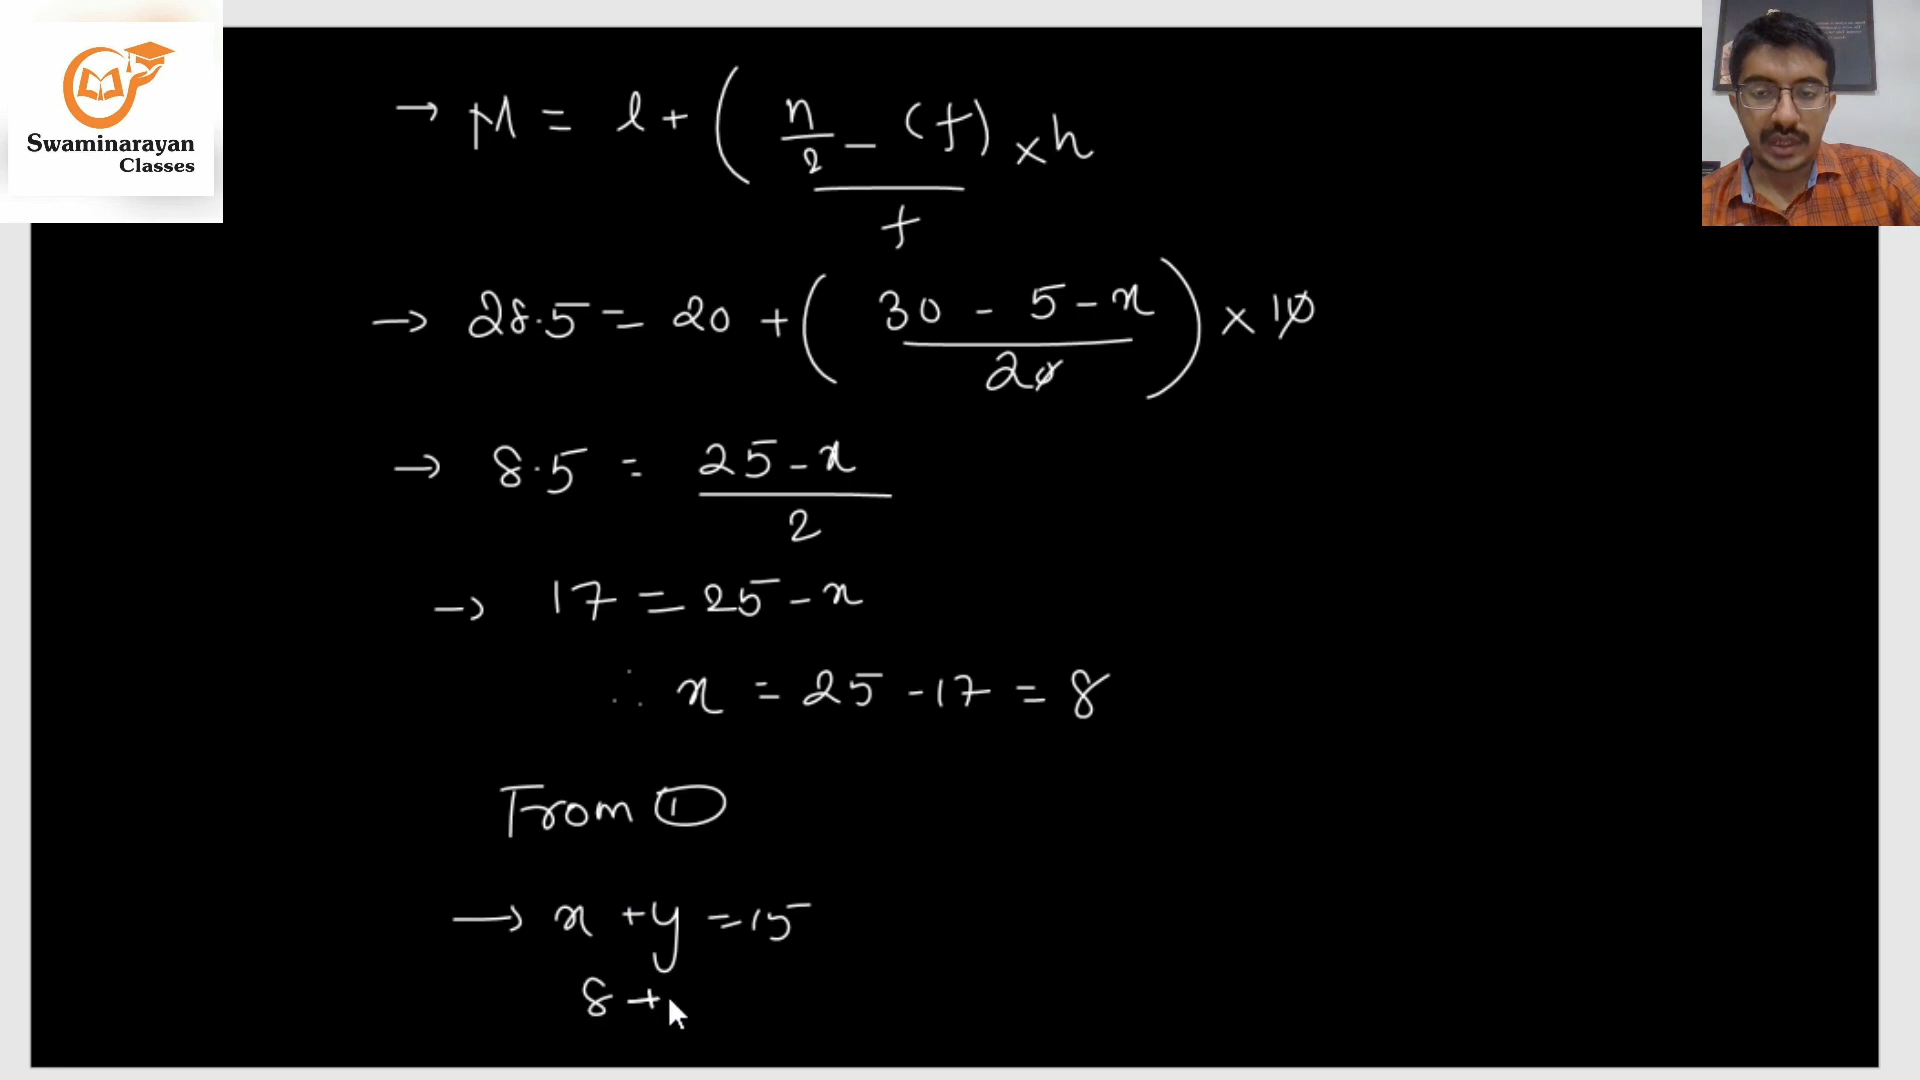 Swaminarayan
Classes
→ M = l + ( n/2 - cf ) / f × h
→ 28.5 = 20 + ( 30 - 5 - x / 20 ) × 10
→ 8.5 = 25 - x / 2
→ 17 = 25 - x
∴ x = 25 - 17 = 8
From ①
→ x + y = 15
8 +